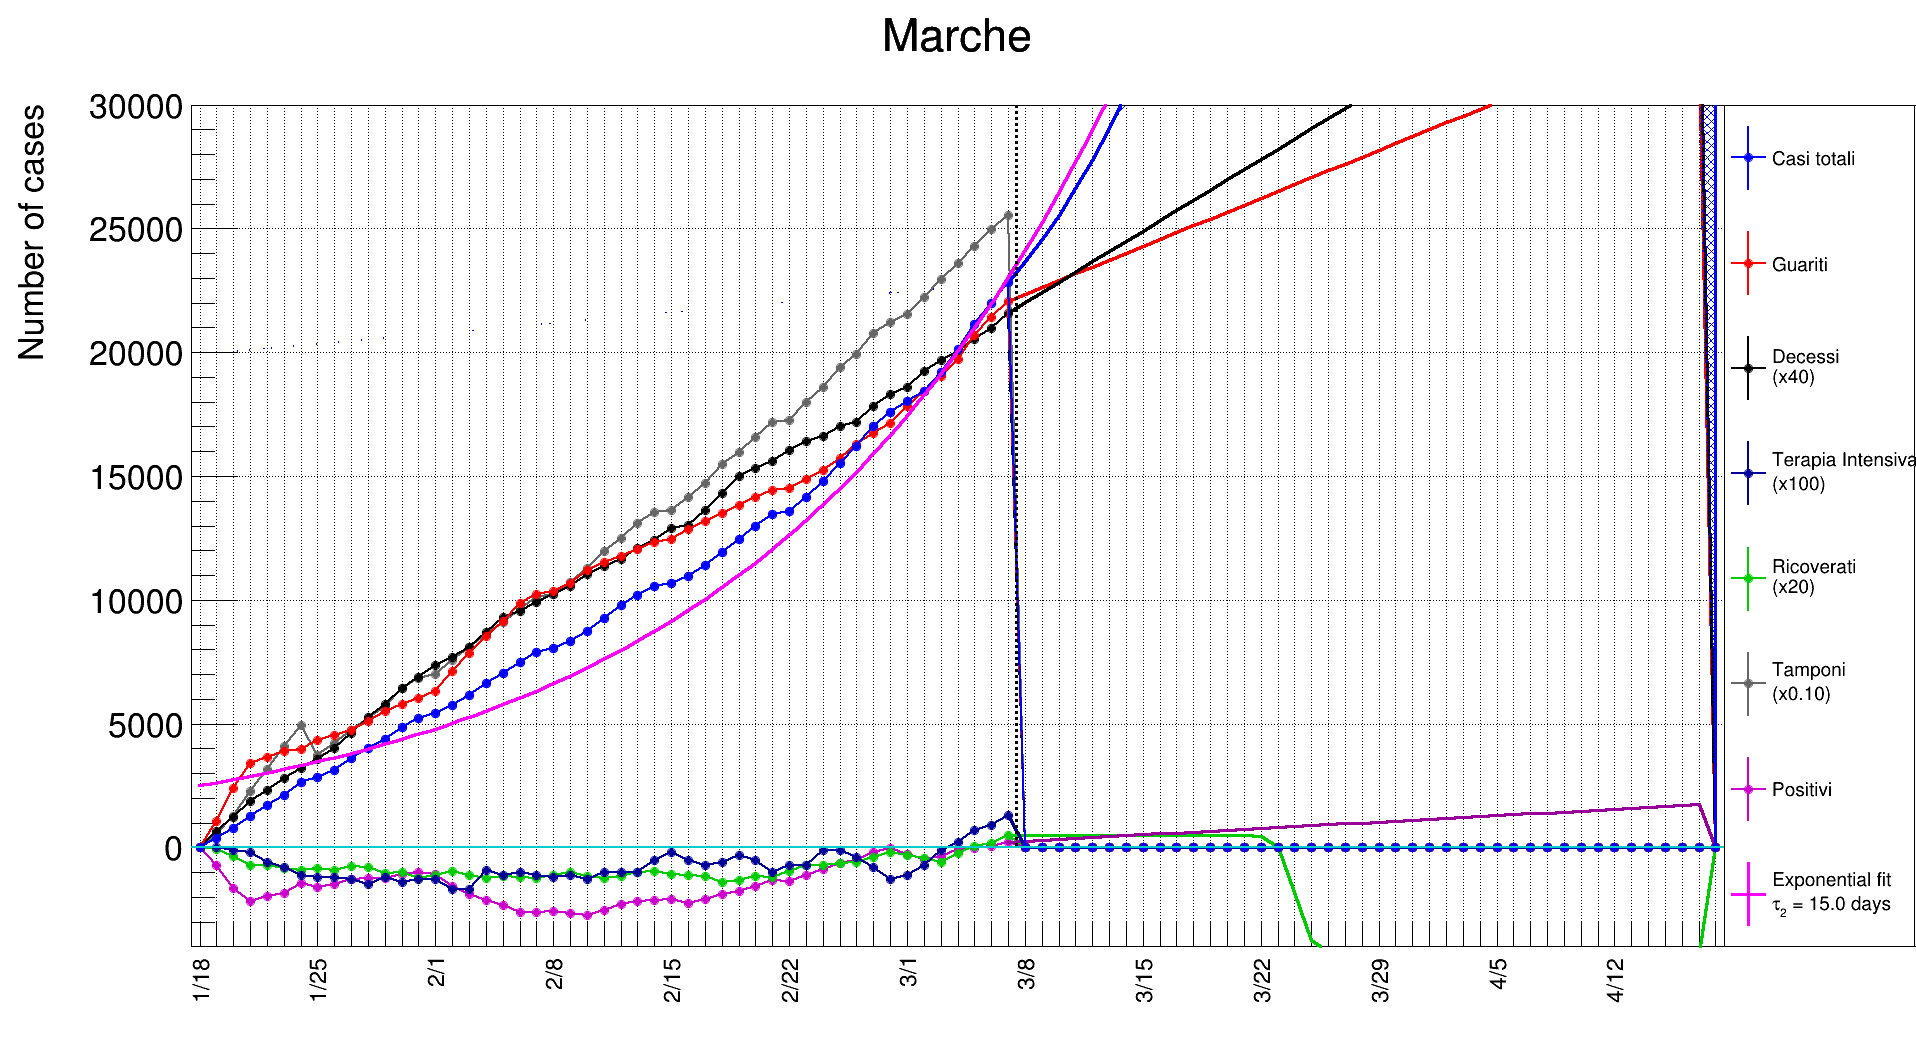 Marche
Number of cases
30000
25000
20000
15000
10000
5000
0
1/18
1/25
2/1
2/8
2/15
2/22
3/1
3/8
3/15
3/22
3/29
4/5
4/12
Casi totali
Guariti
Decessi
(x40)
Terapia Intensiva
(x100)
Ricoverati
(x20)
Tamponi
(x0.10)
Positivi
Exponential fit
τ2 = 15.0 days